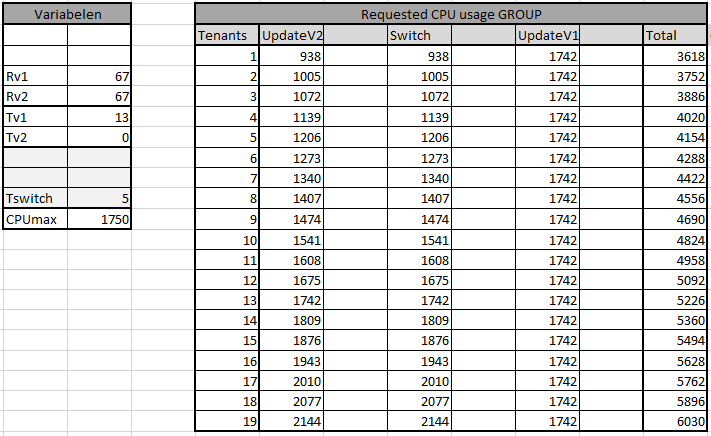 Variabelen Requested CPU usage GROUP
Tenants UpdateV2 Switch UpdateV1 Total
1 938 938 1742 3618
Rv1 67 2 1005 1005 1742 3752
Rv2 67 3 1072 1072 1742 3886
Tv1 13 4 1139 1139 1742 4020
Tv2 0 5 1206 1206 1742 4154
6 1273 1273 1742 4288
7 1340 1340 1742 4422
Tswitch 5 8 1407 1407 1742 4556
CPUmax 1750 9 1474 1474 1742 4690
10 1541 1541 1742 4824
11 1608 1608 1742 4958
12 1675 1675 1742 5092
13 1742 1742 1742 5226
14 1809 1809 1742 5360
15 1876 1876 1742 5494
16 1943 1943 1742 5628
17 2010 2010 1742 5762
18 2077 2077 1742 5896
19 2144 2144 1742 6030